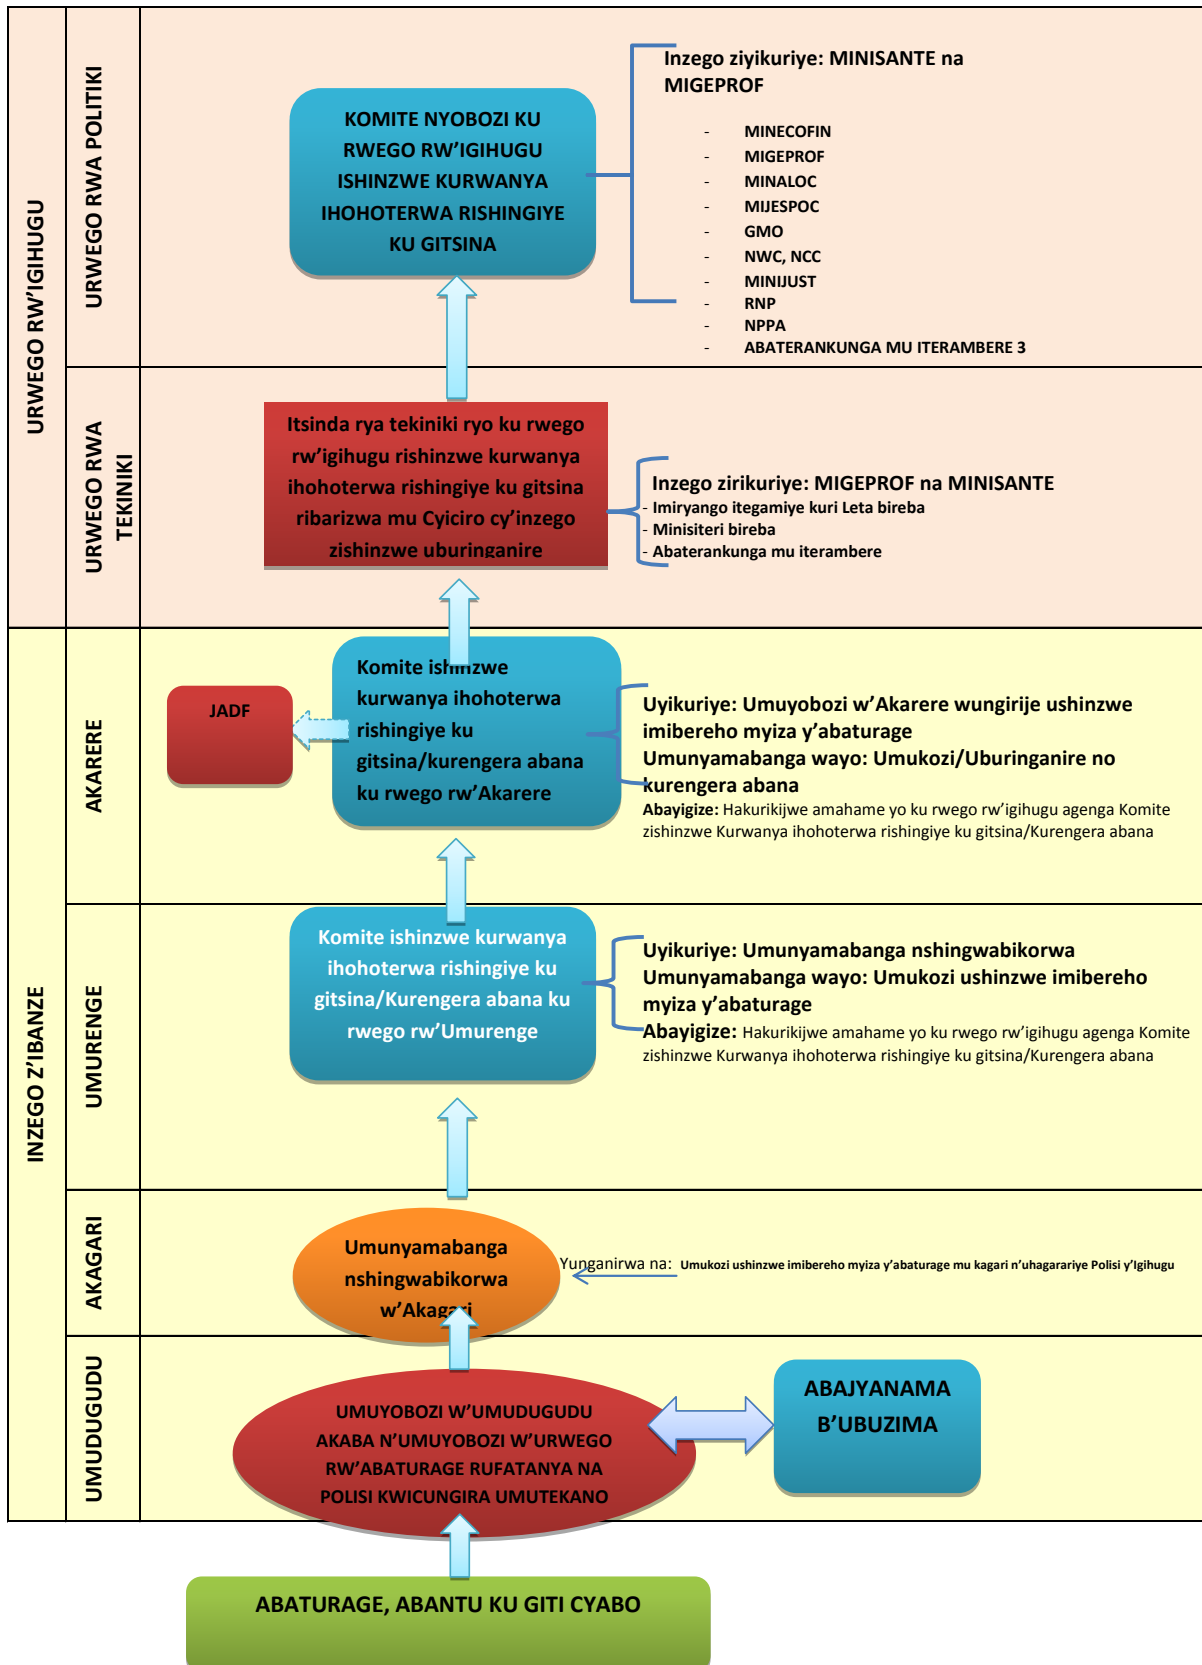 URWEGO RW’IGIHUGU
URWEGO RWA POLITIKI
KOMITE NYOBOZI KU
RWEGO RW’IGIHUGU
ISHINZWE KURWANYA
IHOHOTERWA RISHINGIYE
KU GITSINA
Inzego ziyikuriye: MINISANTE na
MIGEPROF
- MINECOFIN
- MIGEPROF
- MINALOC
- MIJESPOC
- GMO
- NWC, NCC
- MINIJUST
- RNP
- NPPA
- ABATERANKUNGA MU ITERAMBERE 3
URWEGO RWA
TEKINIKI
Itsinda rya tekiniki ryo ku rwego
rw’igihugu rishinzwe kurwanya
ihohoterwa rishingiye ku gitsina
ribarizwa mu Cyiciro cy’inzego
zishinzwe uburinganire
Inzego zirikuriye: MIGEPROF na MINISANTE
- Imiryango itegamiye kuri Leta bireba
- Minisiteri bireba
- Abaterankunga mu iterambere
INZEGO Z’IBANZE
AKARERE
JADF
Komite ishinzwe
kurwanya ihohoterwa
rishingiye ku
gitsina/kurengera abana
ku rwego rw’Akarere
Uyikuriye: Umuyobozi w’Akarere wungirije ushinzwe
imibereho myiza y’abaturage
Umunyamabanga wayo: Umukozi/Uburinganire no
kurengera abana
Abayigize: Hakurikijwe amahame yo ku rwego rw’igihugu agenga Komite
zishinzwe Kurwanya ihohoterwa rishingiye ku gitsina/Kurengera abana
UMURENGE
Komite ishinzwe kurwanya
ihohoterwa rishingiye ku
gitsina/Kurengera abana ku
rwego rw’Umurenge
Uyikuriye: Umunyamabanga nshingwabikorwa
Umunyamabanga wayo: Umukozi ushinzwe imibereho
myiza y’abaturage
Abayigize: Hakurikijwe amahame yo ku rwego rw’igihugu agenga Komite
zishinzwe Kurwanya ihohoterwa rishingiye ku gitsina/Kurengera abana
AKAGARI
Umunyamabanga
nshingwabikorwa
w’Akagari
Yunganirwa na: Umukozi ushinzwe imibereho myiza y’abaturage mu kagari n’uhagarariye Polisi y’Igihugu
UMUDUGUDU
UMUYOBOZI W’UMUDUGUDU
AKABA N’UMUYOBOZI W’URWEGO
RW’ABATURAGE RUFATANYA NA
POLISI KWICUNGIRA UMUTEKANO
ABAJYANAMA
B’UBUZIMA
ABATURAGE, ABANTU KU GITI CYABO